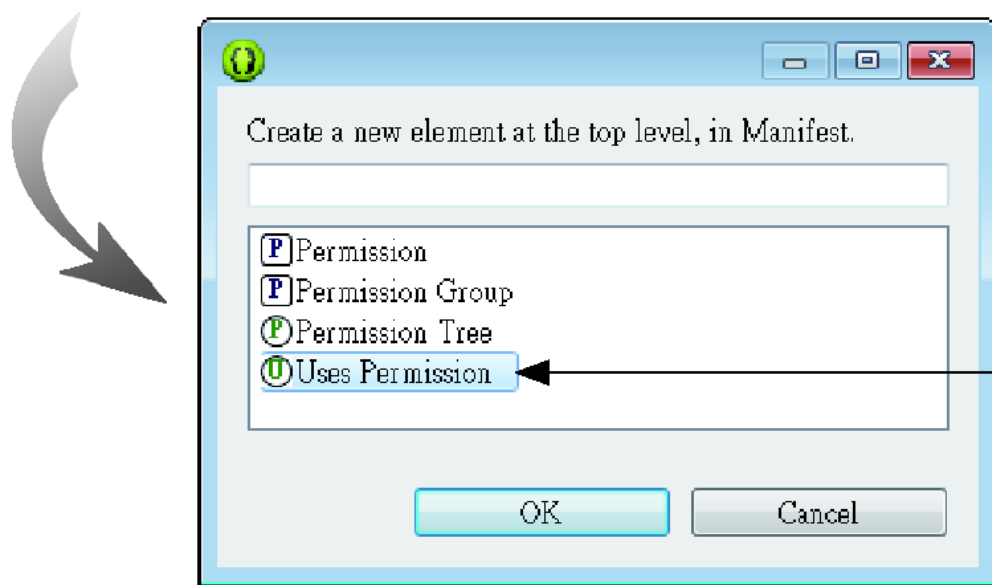 {}
Create a new element at the top level, in Manifest.
P Permission
P Permission Group
P Permission Tree
U Uses Permission
OK Cancel